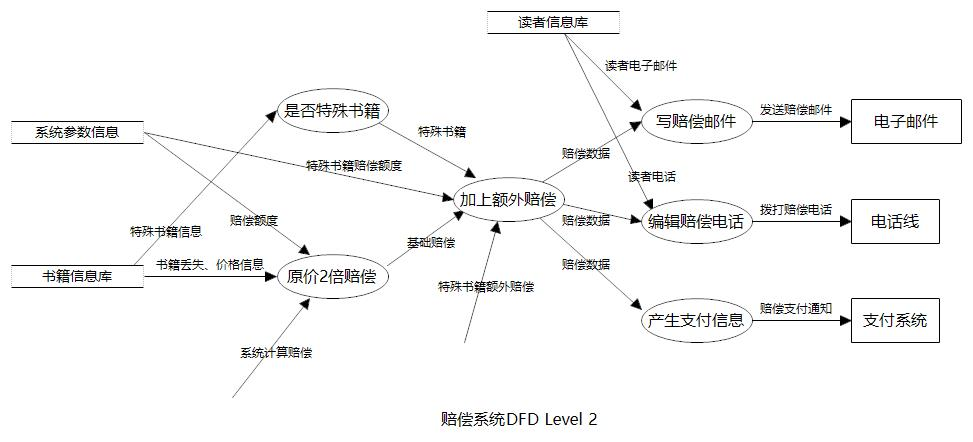 读者信息库
读者电子邮件
是否特殊书籍
系统参数信息
特殊书籍
写赔偿邮件
发送赔偿邮件
电子邮件
赔偿数据
特殊书籍赔偿额度
读者电话
加上额外赔偿
特殊书籍信息
赔偿额度
赔偿数据
编辑赔偿电话
拨打赔偿电话
电话线
基础赔偿
书籍信息库
书籍丢失、价格信息
原价2倍赔偿
赔偿数据
特殊书籍额外赔偿
产生支付信息
赔偿支付通知
支付系统
系统计算赔偿
赔偿系统DFD Level 2